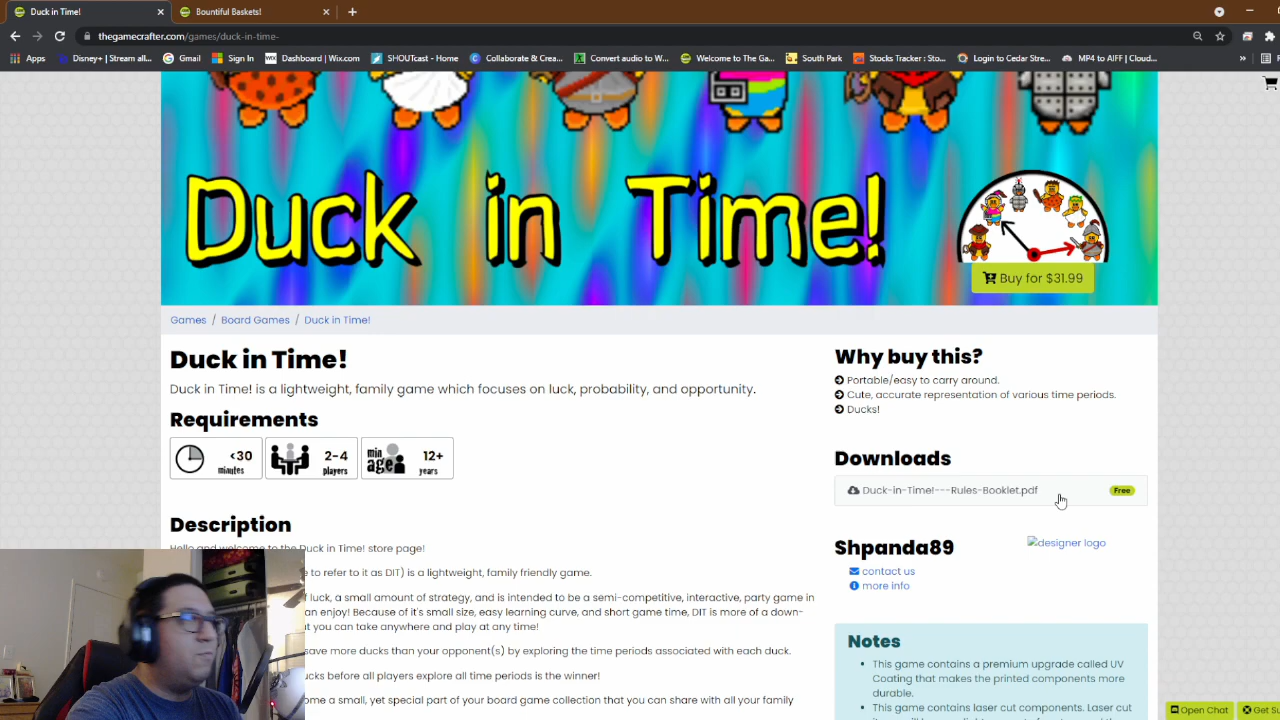 Duck in Time!
Bountiful Baskets!
thegamecrafter.com/games/duck-in-time-
Apps
Disney+ | Stream all...
Gmail
Sign In
Dashboard | Wix.com
SHOUTcast - Home
Collaborate & Crea...
Convert audio to W...
Welcome to The Ga...
South Park
Stocks Tracker : Sto...
Login to Cedar Stre...
MP4 to AIFF | Cloud...
Duck in Time!
Buy for $31.99
Games / Board Games / Duck in Time!
Duck in Time!
Duck in Time! is a lightweight, family game which focuses on luck, probability, and opportunity.
Requirements
<30 minutes
2-4 players
min age 12+ years
Description
Hello and welcome to the Duck in Time! store page!
e to refer to it as DIT) is a lightweight, family friendly game.
f luck, a small amount of strategy, and is intended to be a semi-competitive, interactive, party game in
an enjoy! Because of it's small size, easy learning curve, and short game time, DIT is more of a down-
t you can take anywhere and play at any time!
save more ducks than your opponent(s) by exploring the time periods associated with each duck.
cks before all players explore all time periods is the winner!
ome a small, yet special part of your board game collection that you can share with all your family
Why buy this?
Portable/easy to carry around.
Cute, accurate representation of various time periods.
Ducks!
Downloads
Duck-in-Time!---Rules-Booklet.pdf
Free
Shpanda89
designer logo
contact us
more info
Notes
This game contains a premium upgrade called UV
Coating that makes the printed components more
durable.
This game contains laser cut components. Laser cut
Open Chat
Get Su